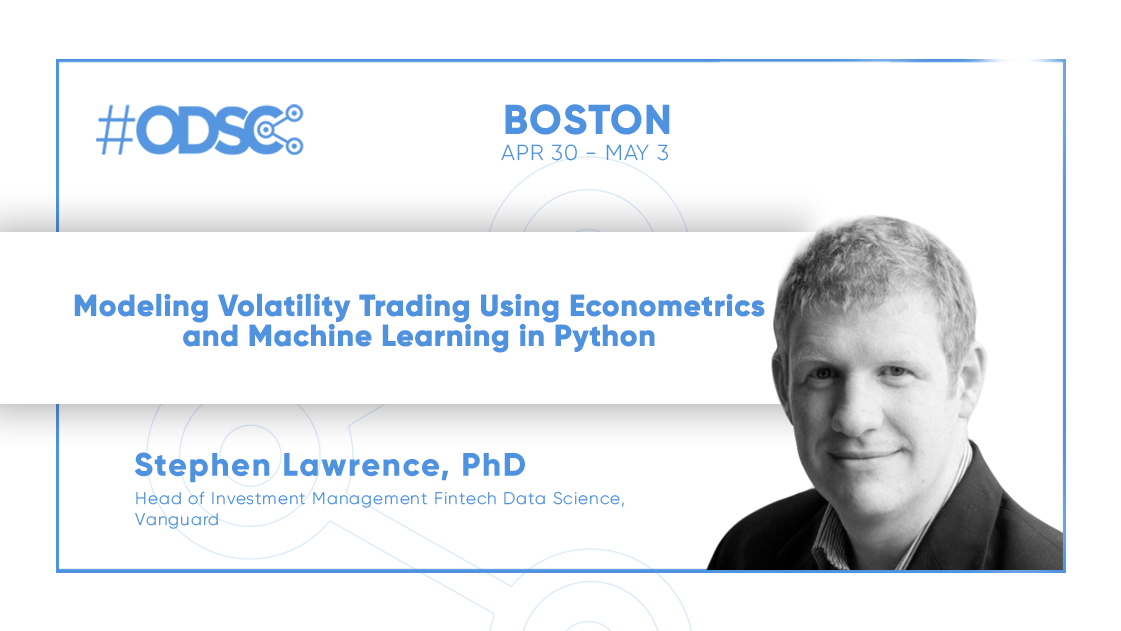 #ODSC
BOSTON
APR 30 - MAY 3
Modeling Volatility Trading Using Econometrics
and Machine Learning in Python
Stephen Lawrence, PhD
Head of Investment Management Fintech Data Science,
Vanguard